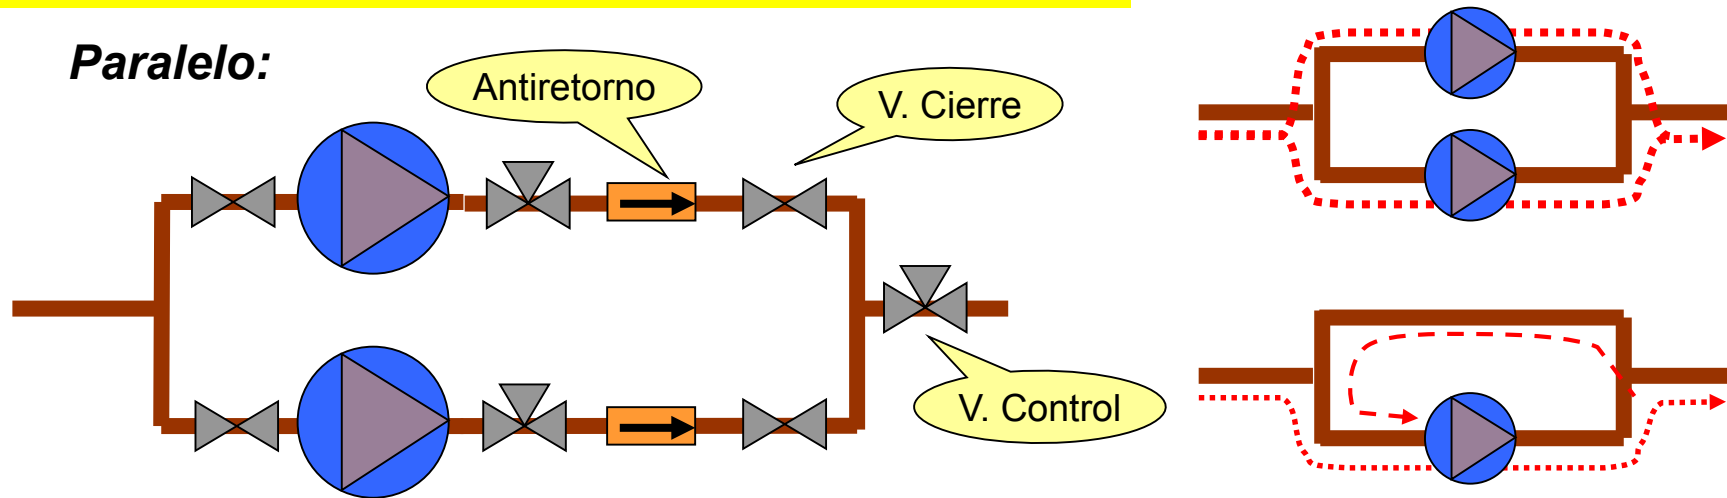 Paralelo:
Antiretorno
V. Cierre
V. Control